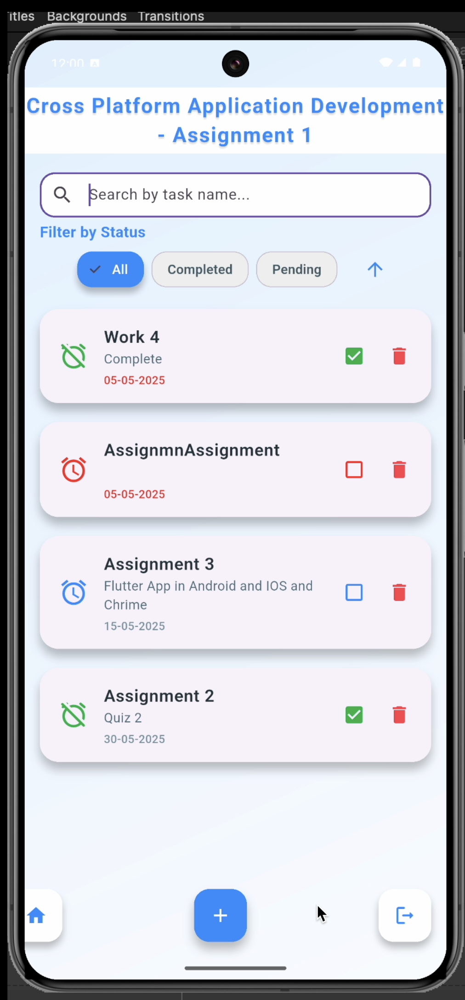 itles Backgrounds Transitions
12:00 A
Cross Platform Application Development
- Assignment 1
Search by task name...
Filter by Status
All Completed Pending
Work 4
Complete
05-05-2025
AssignmnAssignment
05-05-2025
Assignment 3
Flutter App in Android and IOS and
Chrime
15-05-2025
Assignment 2
Quiz 2
30-05-2025